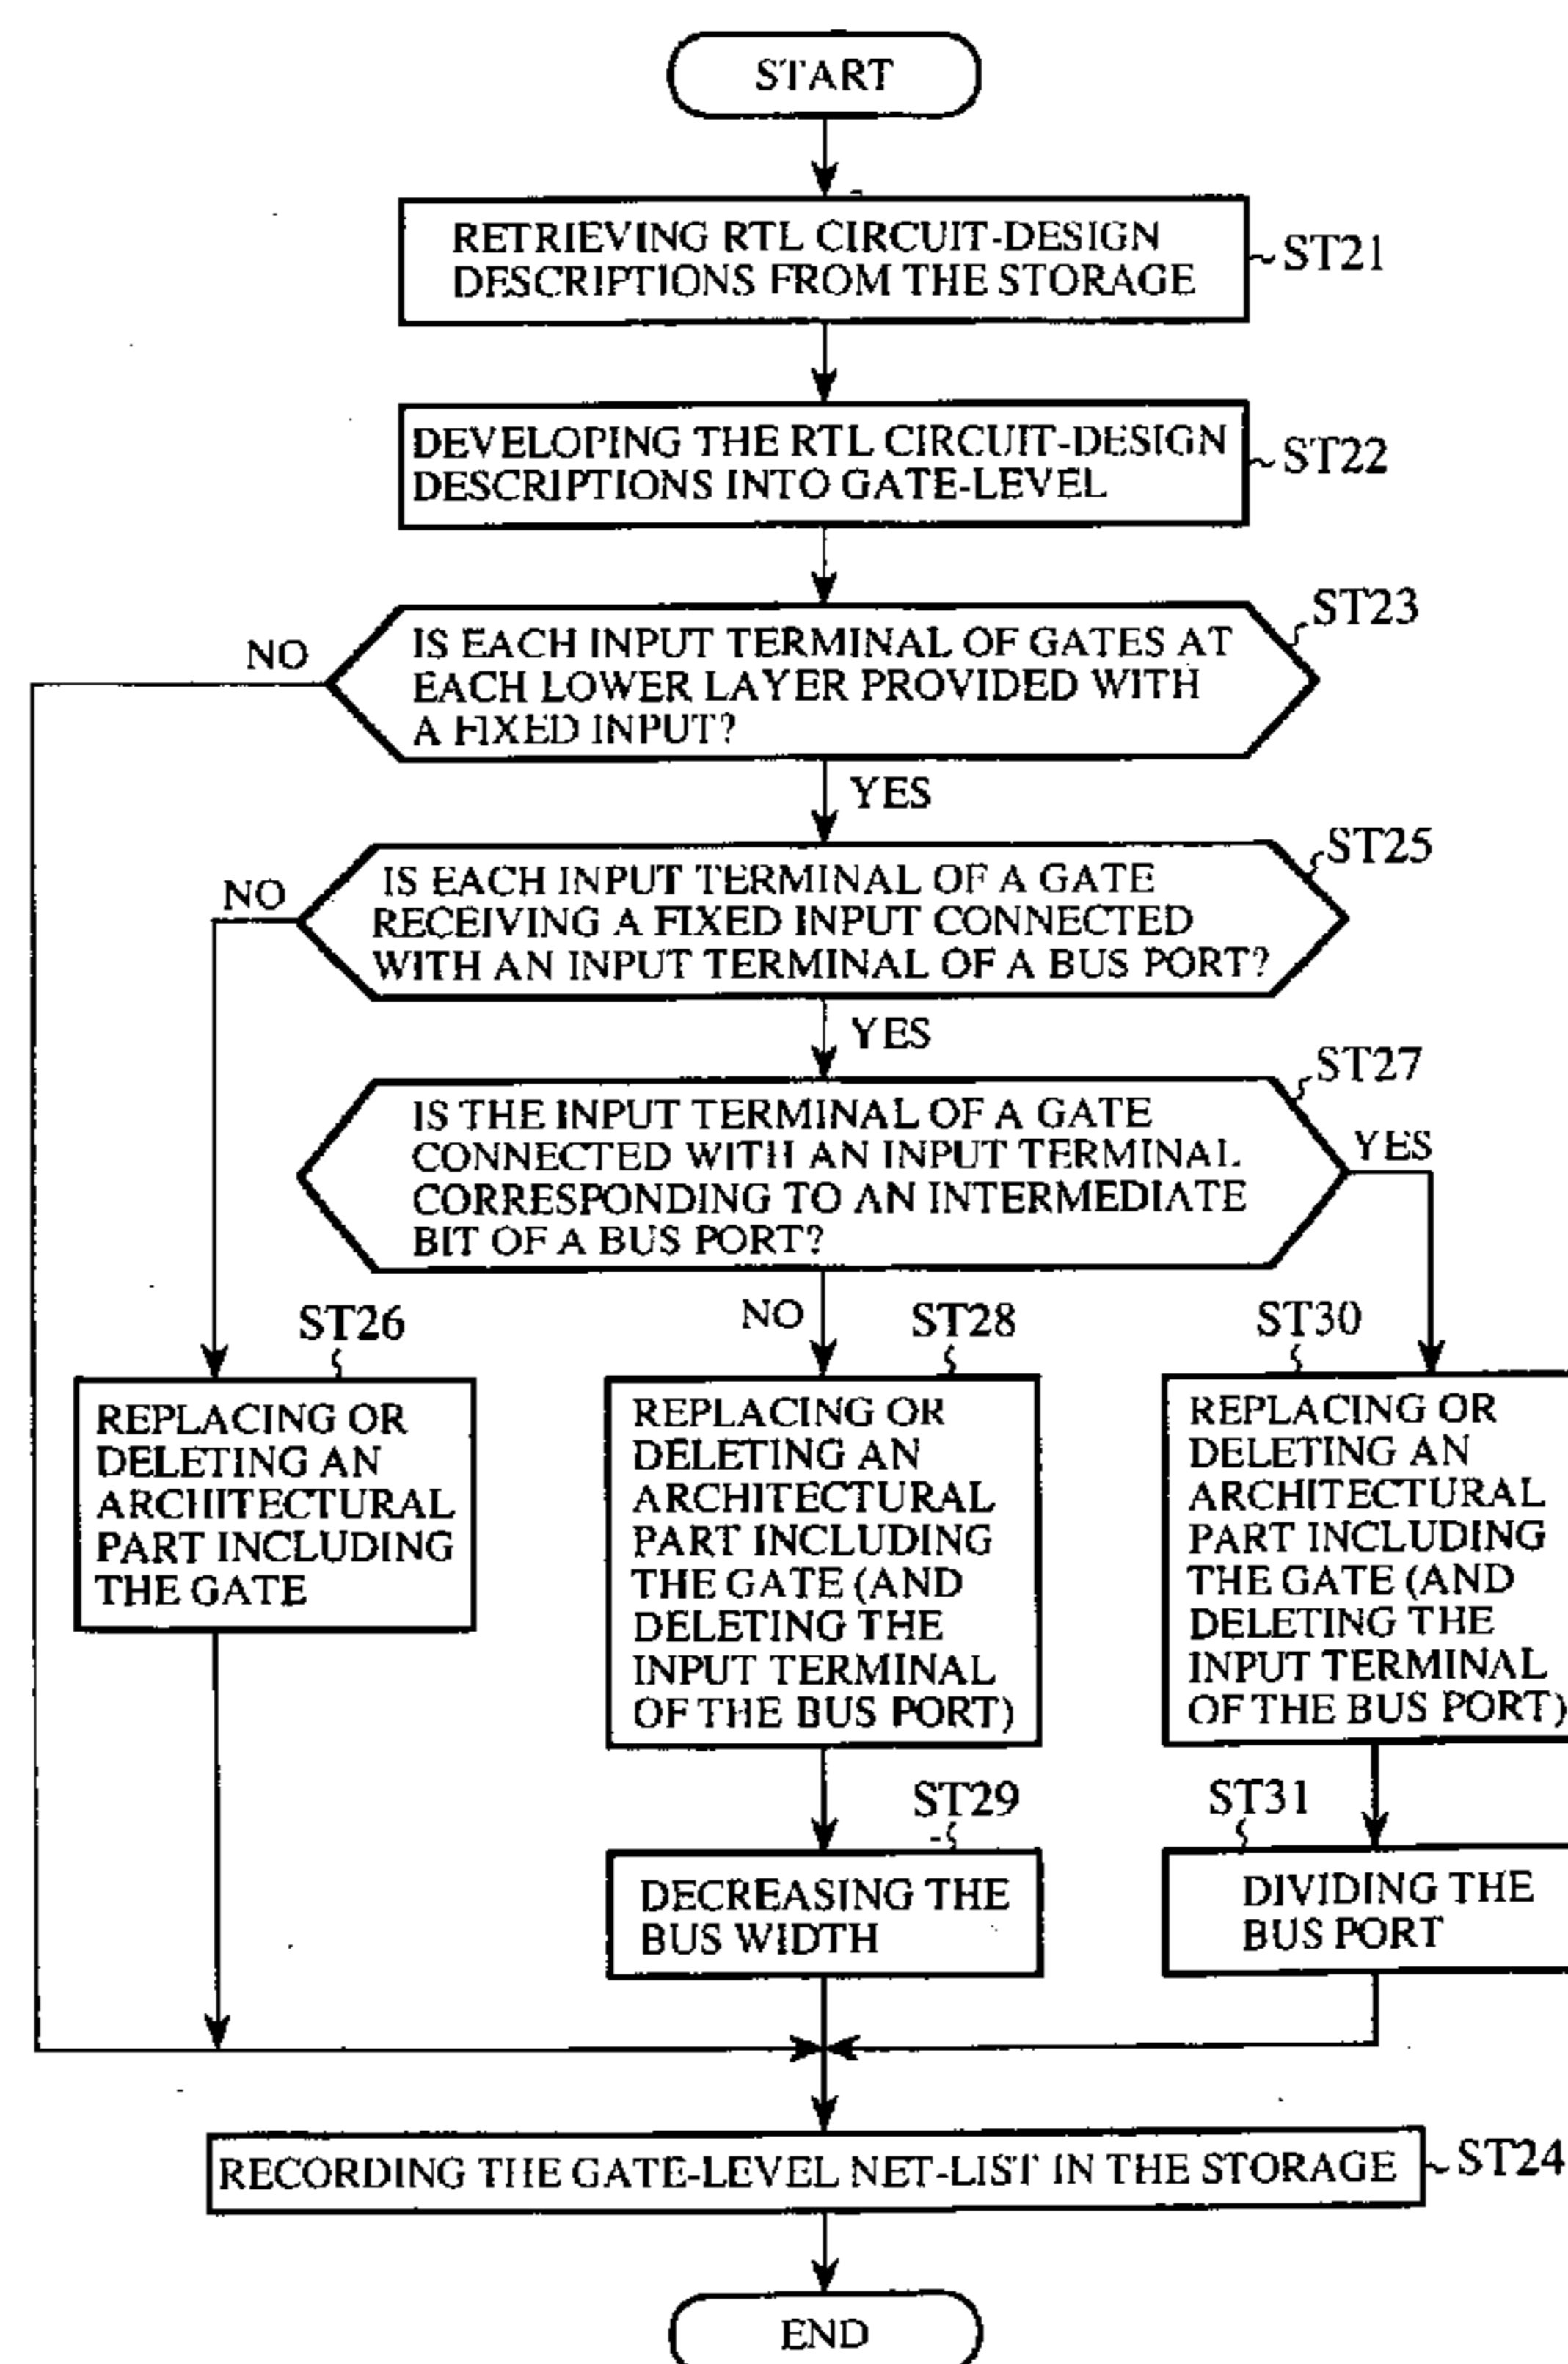 START
RETRIEVING RTL CIRCUIT-DESIGN
DESCRIPTIONS FROM THE STORAGE
ST21
DEVELOPING THE RTL CIRCUIT-DESIGN
DESCRIPTIONS INTO GATE-LEVEL
ST22
ST23
NO
IS EACH INPUT TERMINAL OF GATES AT
EACH LOWER LAYER PROVIDED WITH
A FIXED INPUT?
YES
ST25
NO
IS EACH INPUT TERMINAL OF A GATE
RECEIVING A FIXED INPUT CONNECTED
WITH AN INPUT TERMINAL OF A BUS PORT?
YES
ST27
IS THE INPUT TERMINAL OF A GATE
CONNECTED WITH AN INPUT TERMINAL
CORRESPONDING TO AN INTERMEDIATE
BIT OF A BUS PORT?
YES
NO
ST26
REPLACING OR
DELETING AN
ARCHITECTURAL
PART INCLUDING
THE GATE
ST28
REPLACING OR
DELETING AN
ARCHITECTURAL
PART INCLUDING
THE GATE (AND
DELETING THE
INPUT TERMINAL
OF THE BUS PORT)
ST30
REPLACING OR
DELETING AN
ARCHITECTURAL
PART INCLUDING
THE GATE (AND
DELETING THE
INPUT TERMINAL
OF THE BUS PORT)
ST29
DECREASING THE
BUS WIDTH
ST31
DIVIDING THE
BUS PORT
RECORDING THE GATE-LEVEL NET-LIST IN THE STORAGE
ST24
END